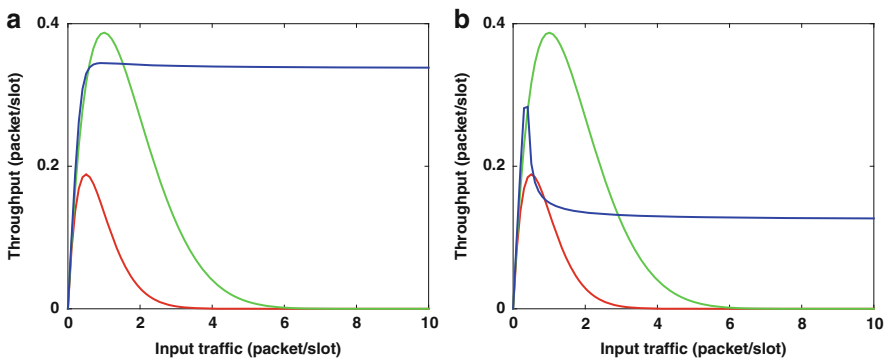 a
0.4
0.2
0
Throughput (packet/slot)
0 2 4 6 8 10
Input traffic (packet/slot)
b
0.4
0.2
0
Throughput (packet/slot)
0 2 4 6 8 10
Input traffic (packet/slot)